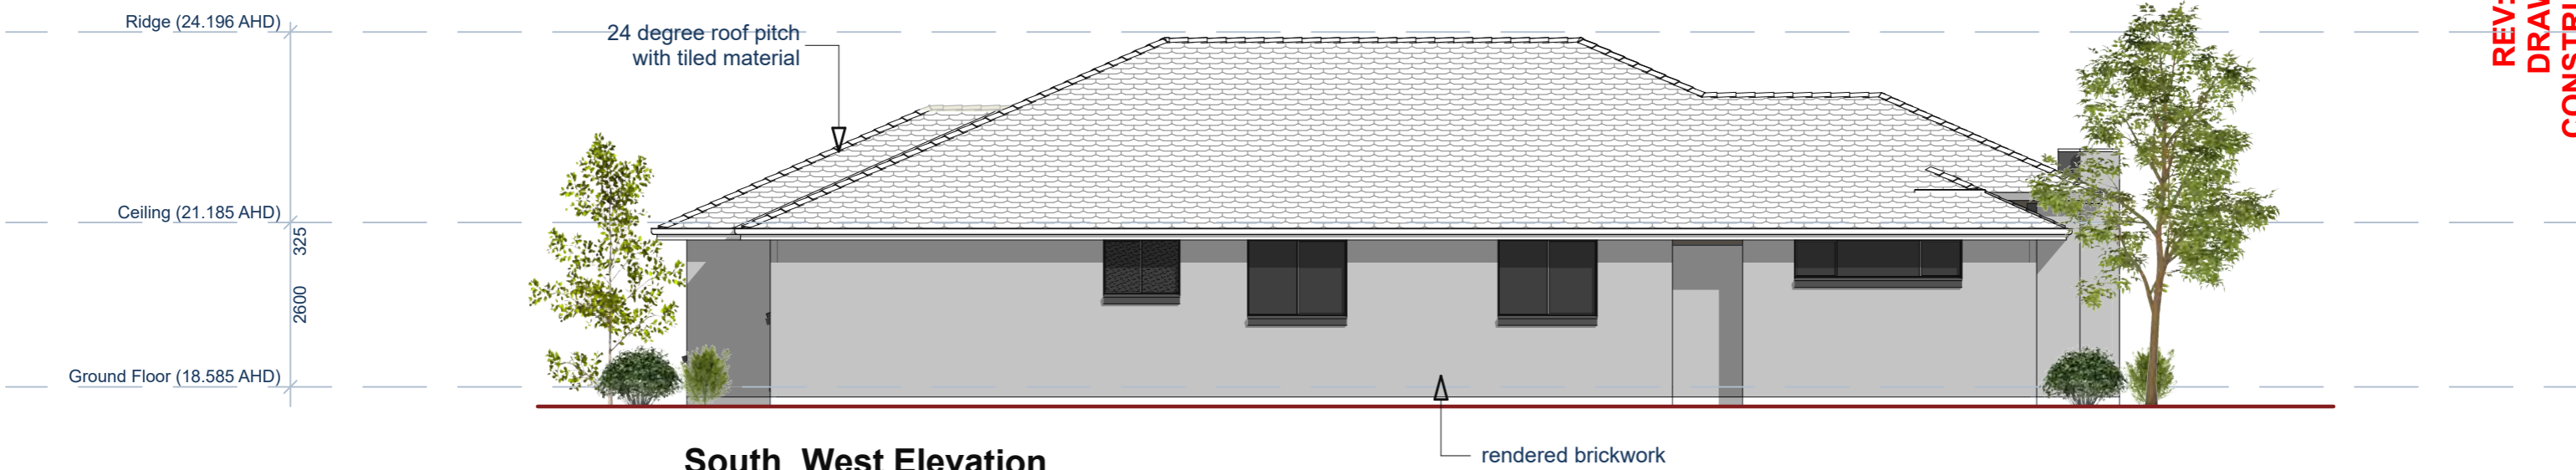 Ridge (24.196 AHD)
24 degree roof pitch
with tiled material
Ceiling (21.185 AHD)
325
2600
Ground Floor (18.585 AHD)
rendered brickwork
South West Elevation
REV: